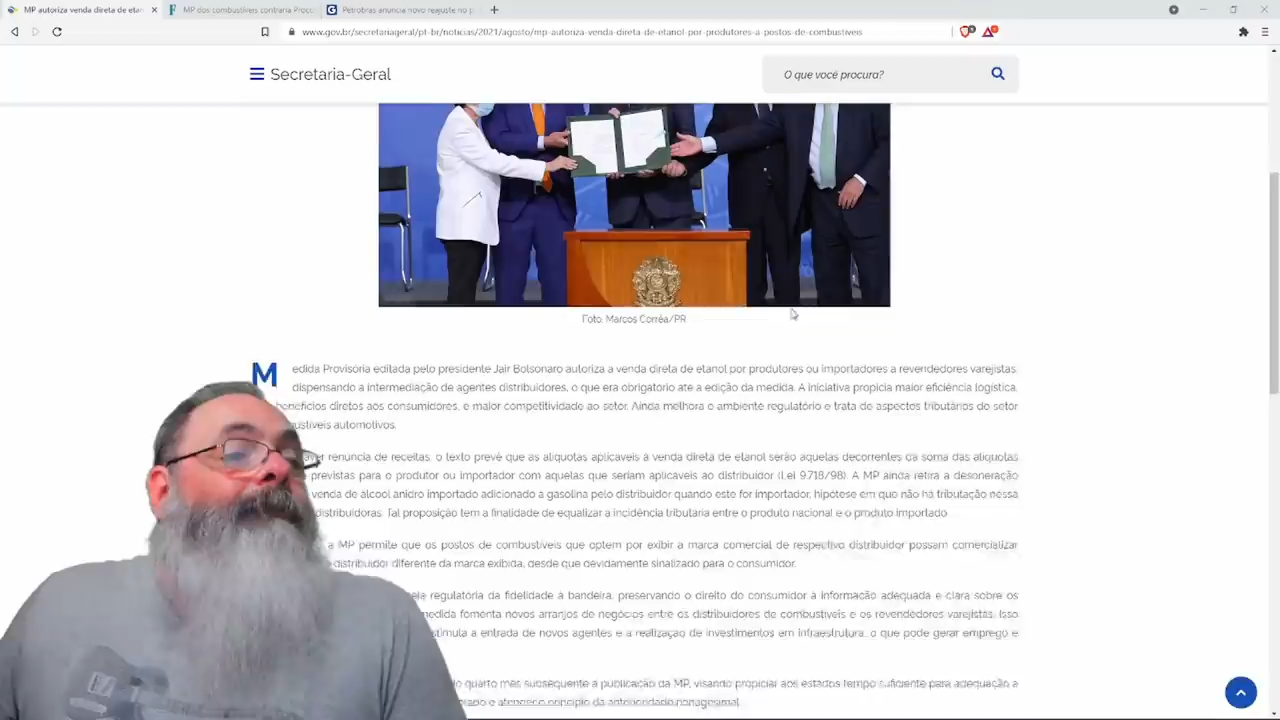 MP autoriza venda direta de etan
MP dos combustíveis contraria Proco
Petrobras anuncia novo reajuste no p
www.gov.br/secretariageral/pt-br/noticias/2021/agosto/mp-autoriza-venda-direta-de-etanol-por-produtores-a-postos-de-combustiveis
Secretaria-Geral
O que você procura?
Foto: Marcos Corrêa/PR
Medida Provisória editada pelo presidente Jair Bolsonaro autoriza a venda direta de etanol por produtores ou importadores a revendedores varejistas,
dispensando a intermediação de agentes distribuidores, o que era obrigatório até a edição da medida. A iniciativa propicia maior eficiência logística,
benefícios diretos aos consumidores, e maior competitividade ao setor. Ainda melhora o ambiente regulatório e trata de aspectos tributários do setor
automotivos.
renúncia de receitas, o texto prevê que as alíquotas aplicáveis à venda direta de etanol serão aquelas decorrentes da soma das alíquotas
previstas para o produtor ou importador com aquelas que seriam aplicáveis ao distribuidor (Lei 9.718/98). A MP ainda retira a desoneração
venda de álcool anidro importado adicionado à gasolina pelo distribuidor quando este for importador, hipótese em que não há tributação nessa
distribuidoras. Tal proposição tem a finalidade de equalizar a incidência tributária entre o produto nacional e o produto importado.
a MP permite que os postos de combustíveis que optem por exibir a marca comercial de respectivo distribuidor possam comercializar
distribuidor diferente da marca exibida, desde que devidamente sinalizado para o consumidor.
regulatória da fidelidade à bandeira, preservando o direito do consumidor à informação adequada e clara sobre os
medida fomenta novos arranjos de negócios entre os distribuidores de combustíveis e os revendedores varejistas. Isso
a entrada de novos agentes e a realização de investimentos em infraestrutura, o que pode gerar emprego e
quarto mês subsequente à publicação da MP, visando propiciar aos estados tempo suficiente para adequação a
e atender o princípio da anterioridade nonagesimal.